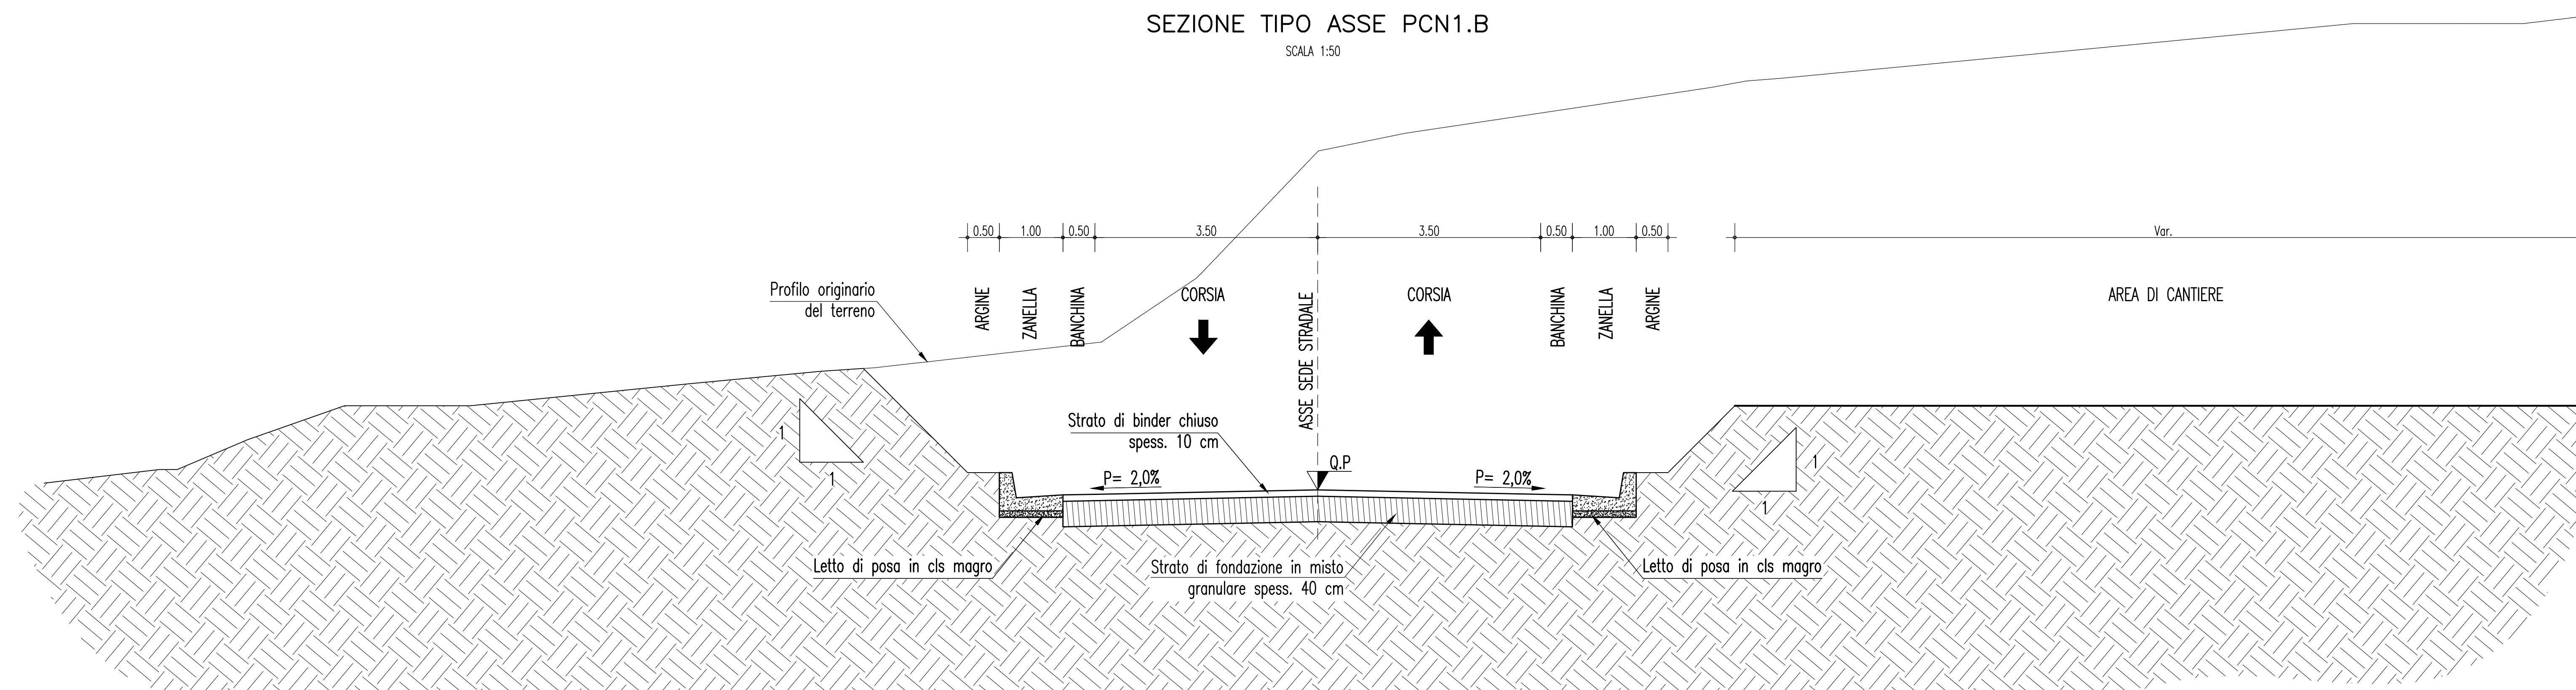 SEZIONE TIPO ASSE PCN1.B
SCALA 1:50
0.50
1.00
0.50
3.50
3.50
0.50
1.00
0.50
Var.
Profilo originario
del terreno
ARGINE
ZANELLA
BANCHINA
CORSIA
ASSE SEDE STRADALE
CORSIA
BANCHINA
ZANELLA
ARGINE
AREA DI CANTIERE
1
1
Strato di binder chiuso
spess. 10 cm
Q.P
P= 2,0%
P= 2,0%
1
1
Letto di posa in cls magro
Strato di fondazione in misto
granulare spess. 40 cm
Letto di posa in cls magro